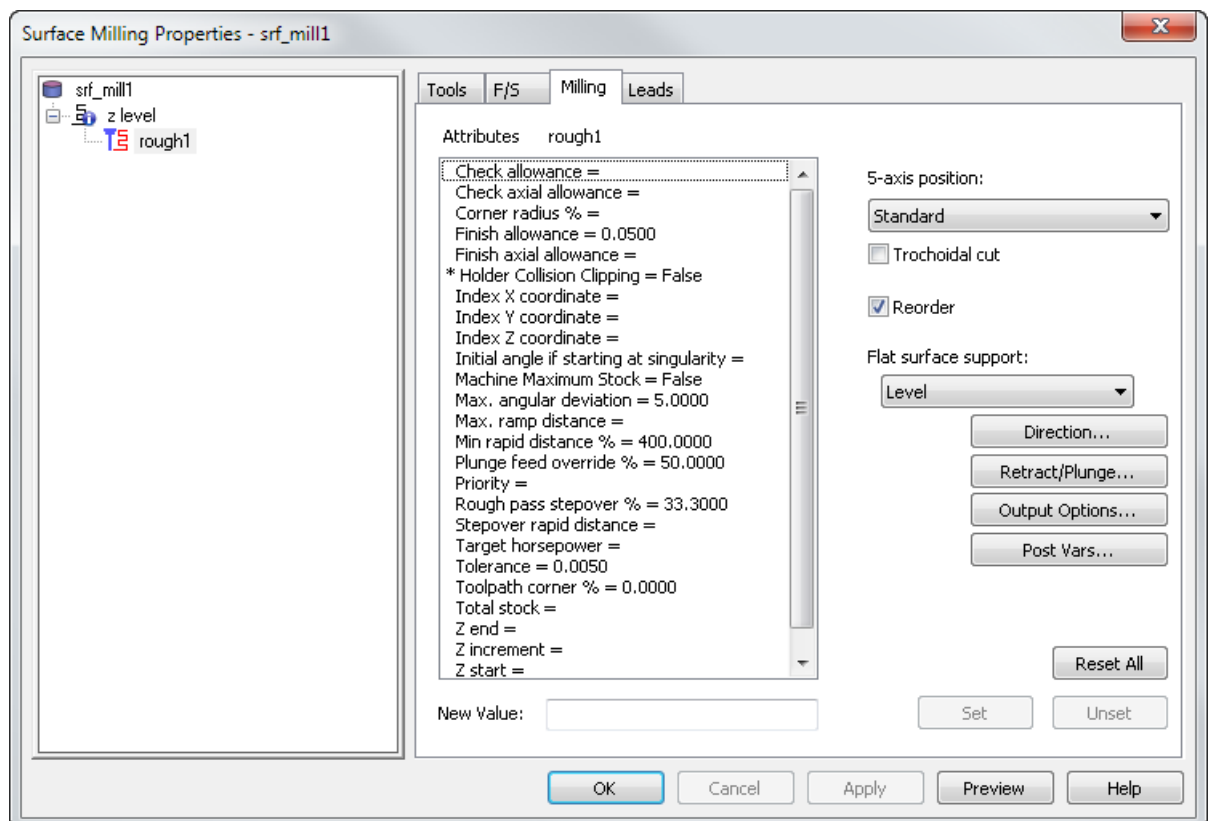 Surface Milling Properties - srf_mill1
srf_mill1
z level
rough1
Tools F/S Milling Leads
Attributes rough1
Check allowance =
Check axial allowance =
Corner radius % =
Finish allowance = 0.0500
Finish axial allowance =
* Holder Collision Clipping = False
Index X coordinate =
Index Y coordinate =
Index Z coordinate =
Initial angle if starting at singularity =
Machine Maximum Stock = False
Max. angular deviation = 5.0000
Max. ramp distance =
Min rapid distance % = 400.0000
Plunge feed override % = 50.0000
Priority =
Rough pass stepover % = 33.3000
Stepover rapid distance =
Target horsepower =
Tolerance = 0.0050
Toolpath corner % = 0.0000
Total stock =
Z end =
Z increment =
Z start =
5-axis position:
Standard
Trochoidal cut
Reorder
Flat surface support:
Level
Direction...
Retract/Plunge...
Output Options...
Post Vars...
Reset All
New Value:
Set Unset
OK Cancel Apply Preview Help